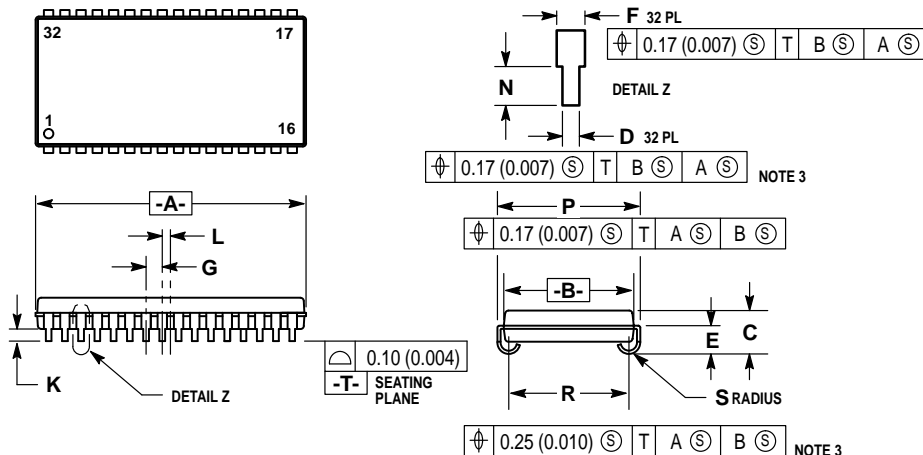 32
17
1
16
F 32 PL
⌖ 0.17 (0.007) Ⓢ T B Ⓢ A Ⓢ
N
DETAIL Z
D 32 PL
⌖ 0.17 (0.007) Ⓢ T B Ⓢ A Ⓢ
NOTE 3
-A-
L
G
K
DETAIL Z
⌓ 0.10 (0.004)
-T- SEATING
PLANE
P
⌖ 0.17 (0.007) Ⓢ T A Ⓢ B Ⓢ
-B-
E
C
R
S RADIUS
⌖ 0.25 (0.010) Ⓢ T A Ⓢ B Ⓢ
NOTE 3